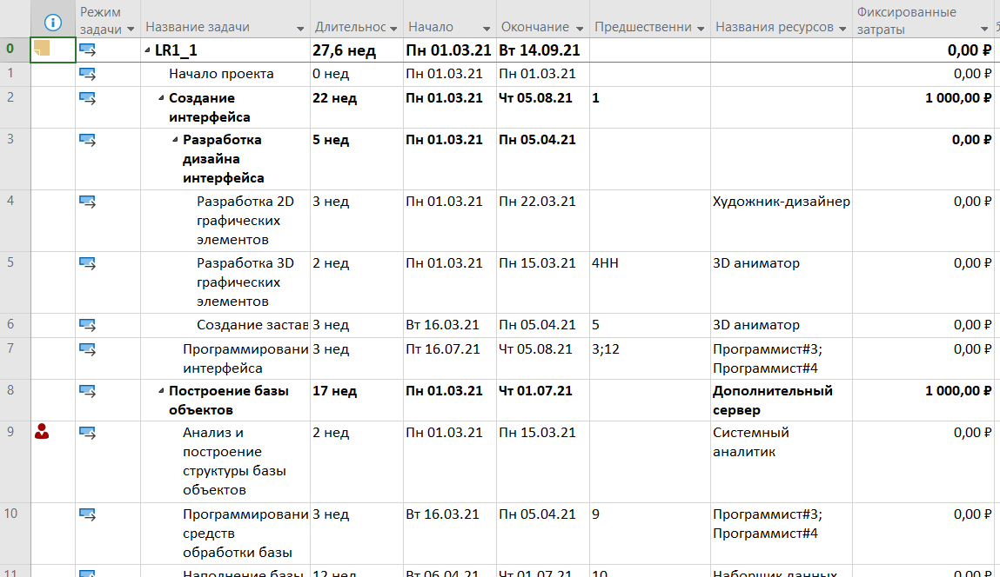 Режим задачи Название задачи Длительнос Начало Окончание Предшественни Названия ресурсов Фиксированные затраты
0 LR1_1 27,6 нед Пн 01.03.21 Вт 14.09.21 0,00 ₽
1 Начало проекта 0 нед Пн 01.03.21 Пн 01.03.21 0,00 ₽
2 Создание 22 нед Пн 01.03.21 Чт 05.08.21 1 1 000,00 ₽
интерфейса
3 Разработка 5 нед Пн 01.03.21 Пн 05.04.21 0,00 ₽
дизайна
интерфейса
4 Разработка 2D 3 нед Пн 01.03.21 Пн 22.03.21 Художник-дизайнер 0,00 ₽
графических
элементов
5 Разработка 3D 2 нед Пн 01.03.21 Пн 15.03.21 4НН 3D аниматор 0,00 ₽
графических
элементов
6 Создание застав 3 нед Вт 16.03.21 Пн 05.04.21 5 3D аниматор 0,00 ₽
7 Программировани 3 нед Пт 16.07.21 Чт 05.08.21 3;12 Программист#3; 0,00 ₽
интерфейса Программист#4
8 Построение базы 17 нед Пн 01.03.21 Чт 01.07.21 Дополнительный 1 000,00 ₽
объектов сервер
9 Анализ и 2 нед Пн 01.03.21 Пн 15.03.21 Системный 0,00 ₽
построение аналитик
структуры базы
объектов
10 Программировани 3 нед Вт 16.03.21 Пн 05.04.21 9 Программист#3; 0,00 ₽
средств Программист#4
обработки базы
11 Наполнение базы 12 нед Вт 06.04.21 Чт 01.07.21 10 Наборщик данных 0,00 ₽